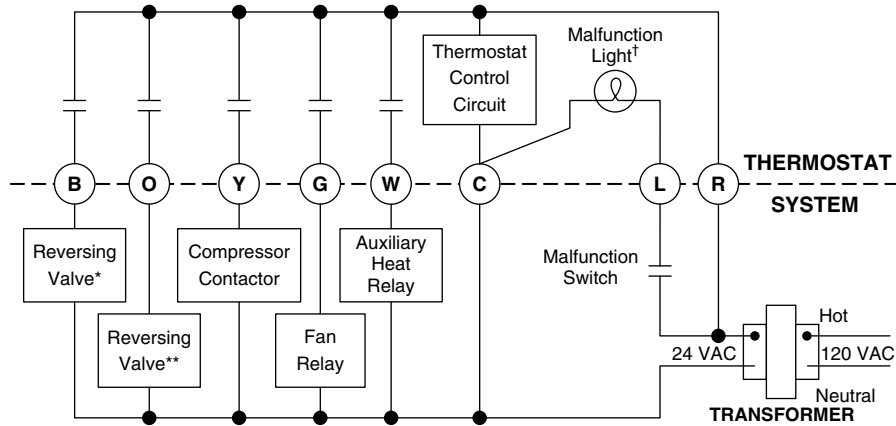 Thermostat
Control
Circuit
Malfunction
Light†
B
O
Y
G
W
C
L
R
THERMOSTAT
SYSTEM
Reversing
Valve*
Compressor
Contactor
Auxiliary
Heat
Relay
Malfunction
Switch
Reversing
Valve**
Fan
Relay
Hot
24 VAC
120 VAC
Neutral
TRANSFORMER